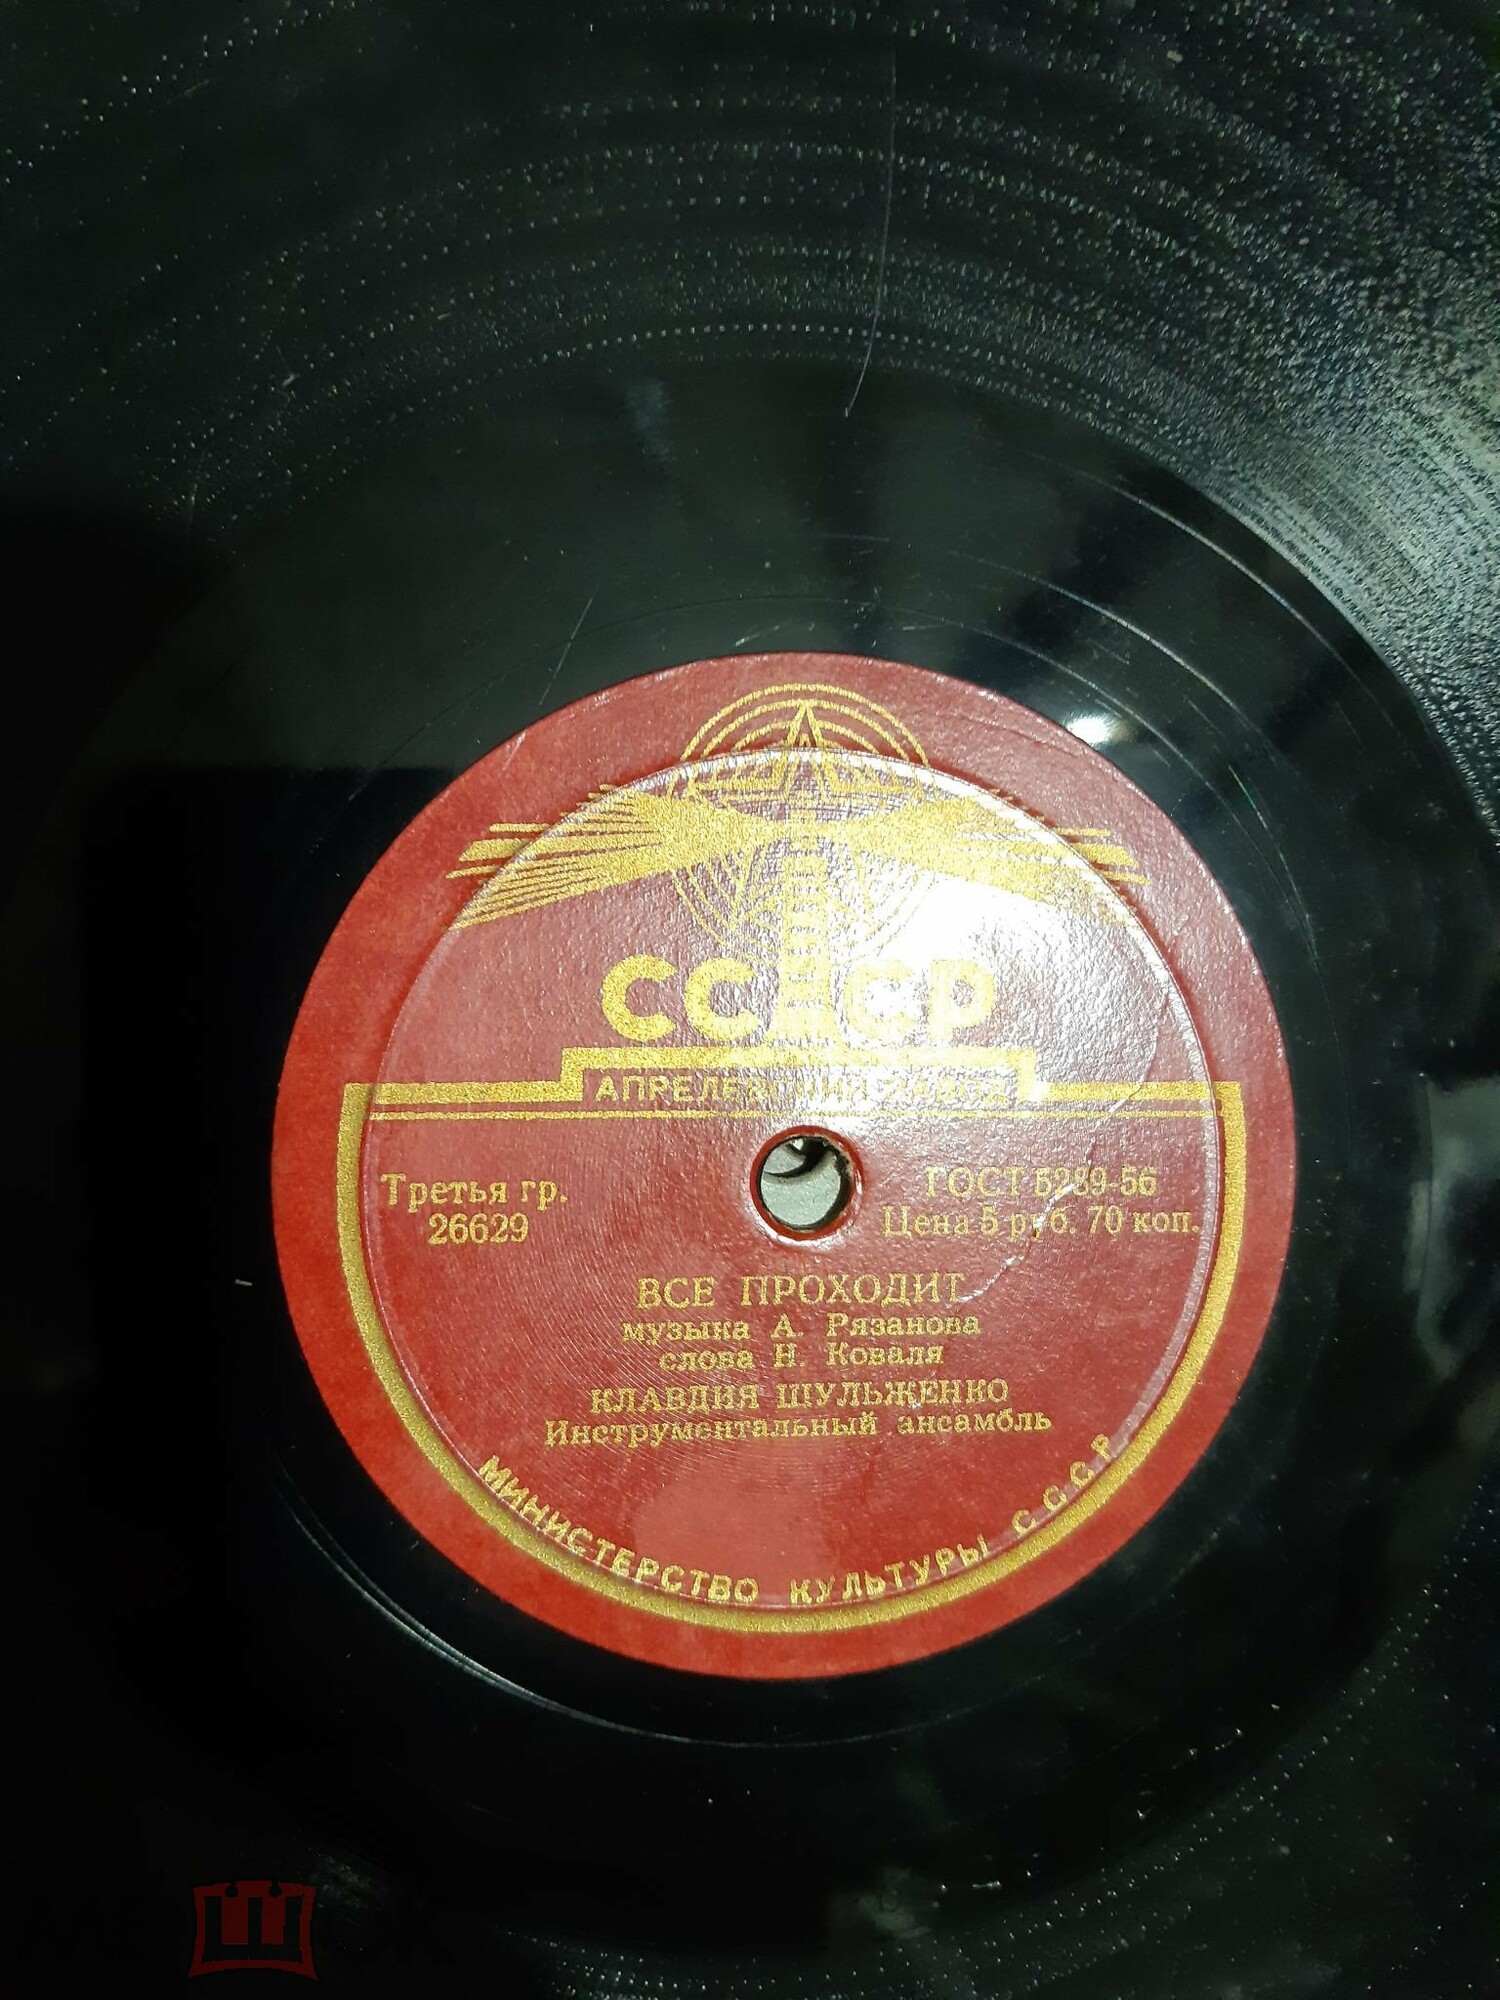 СССР
АПРЕЛЕВСКИЙ ЗАВОД
Третья гр.
26629
ГОСТ 5289-56
Цена 5 руб. 70 коп.
ВСЕ ПРОХОДИТ
музыка А. Рязанова
слова Н. Коваля
КЛАВДИЯ ШУЛЬЖЕНКО
Инструментальный ансамбль
МИНИСТЕРСТВО КУЛЬТУРЫ СССР
Ш